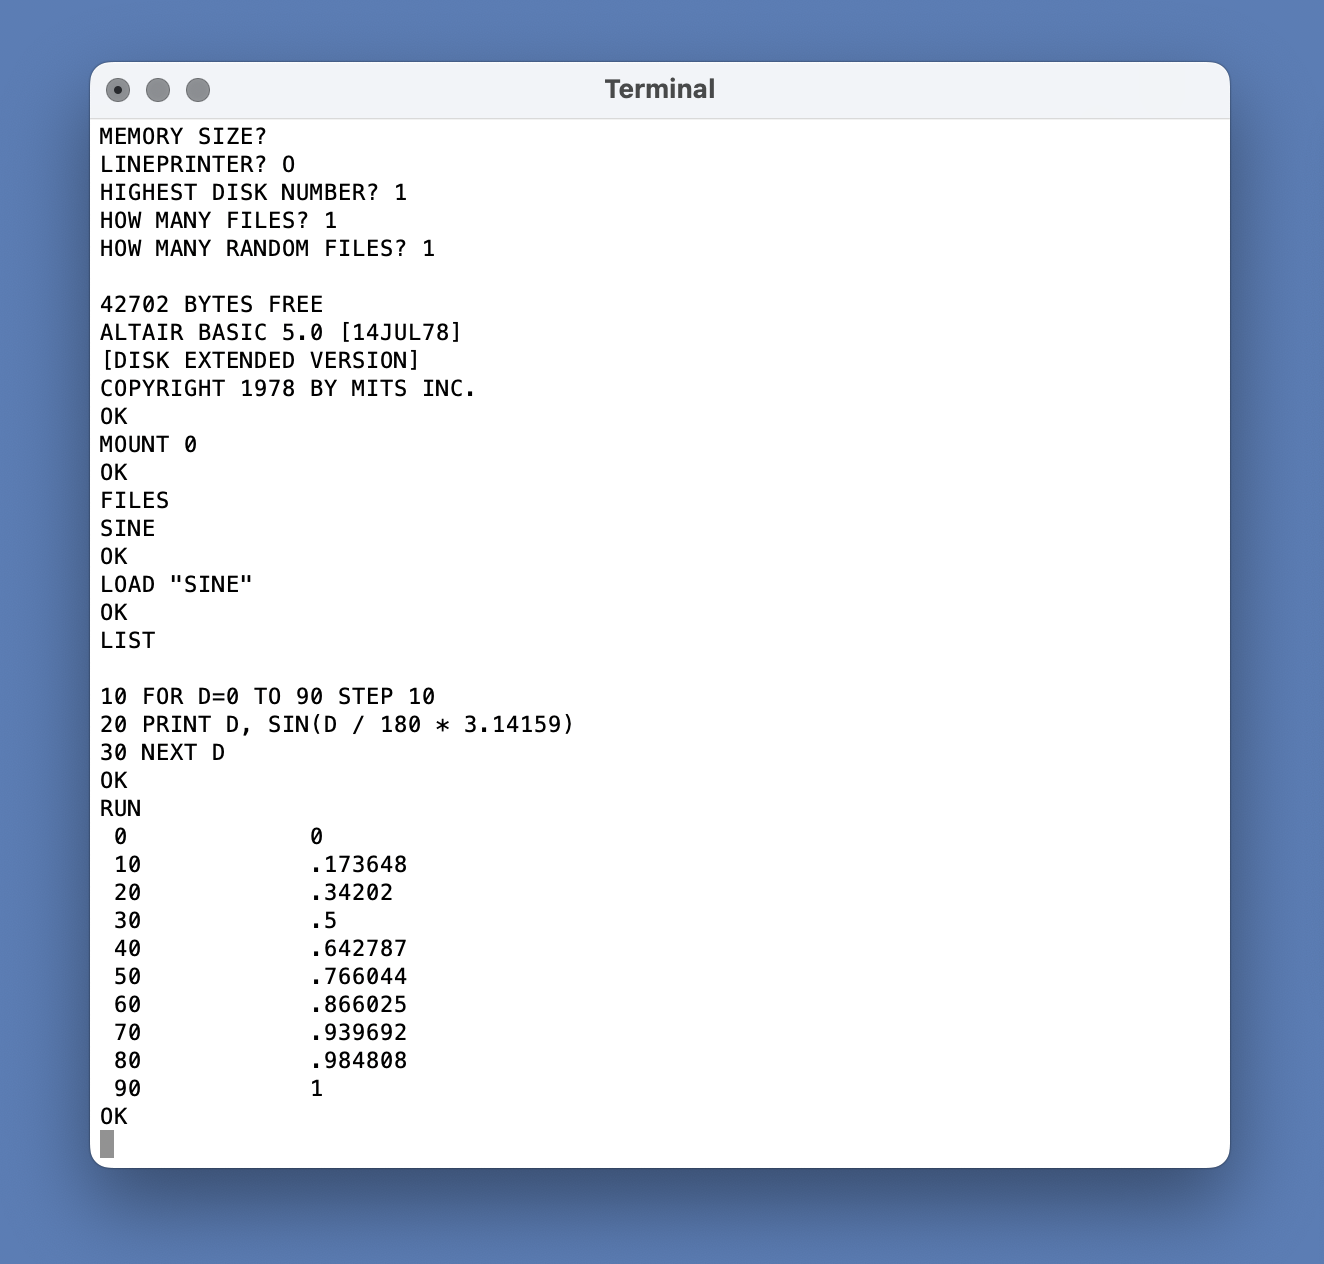 Terminal
MEMORY SIZE?
LINEPRINTER? O
HIGHEST DISK NUMBER? 1
HOW MANY FILES? 1
HOW MANY RANDOM FILES? 1

42702 BYTES FREE
ALTAIR BASIC 5.0 [14JUL78]
[DISK EXTENDED VERSION]
COPYRIGHT 1978 BY MITS INC.
OK
MOUNT 0
OK
FILES
SINE
OK
LOAD "SINE"
OK
LIST

10 FOR D=0 TO 90 STEP 10
20 PRINT D, SIN(D / 180 * 3.14159)
30 NEXT D
OK
RUN
 0             0
 10            .173648
 20            .34202
 30            .5
 40            .642787
 50            .766044
 60            .866025
 70            .939692
 80            .984808
 90            1
OK